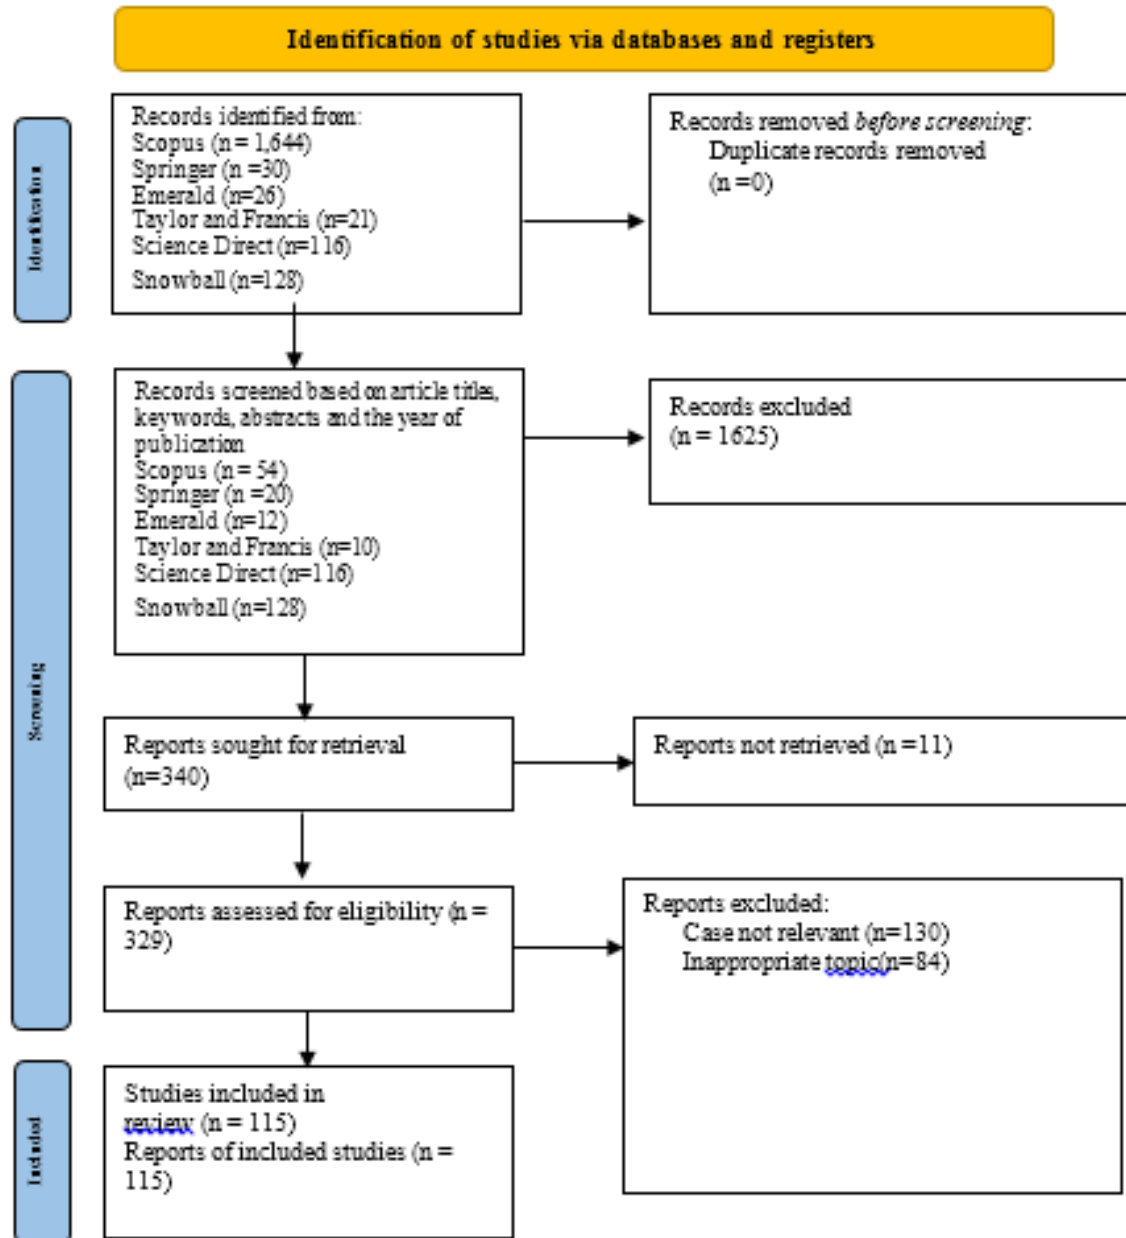 Identification of studies via databases and registers
Identification
Records identified from:
Scopus (n = 1,644)
Springer (n =30)
Emerald (n=26)
Taylor and Francis (n=21)
Science Direct (n=116)
Snowball (n=128)
Records removed before screening:
Duplicate records removed
(n =0)
Screening
Records screened based on article titles,
keywords, abstracts and the year of
publication
Scopus (n = 54)
Springer (n =20)
Emerald (n=12)
Taylor and Francis (n=10)
Science Direct (n=116)
Snowball (n=128)
Records excluded
(n = 1625)
Reports sought for retrieval
(n=340)
Reports not retrieved (n =11)
Reports assessed for eligibility (n =
329)
Reports excluded:
Case not relevant (n=130)
Inappropriate topic(n=84)
Included
Studies included in
review (n = 115)
Reports of included studies (n =
115)